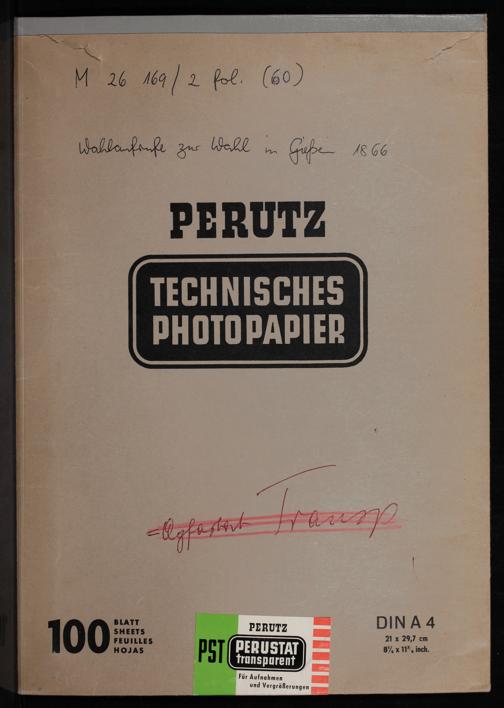 M 26 169/2 fol. (60)
Wahlaufrufe zur Wahl in Gießen 1866
PERUTZ
TECHNISCHES
PHOTOPAPIER
= Agfastat Transp
100 BLATT
SHEETS
FEUILLES
HOJAS
PERUTZ
PST PERUSTAT
transparent
Für Aufnahmen
und Vergrößerungen
DIN A 4
21 x 29,7 cm
8¼ x 11¾ inch.